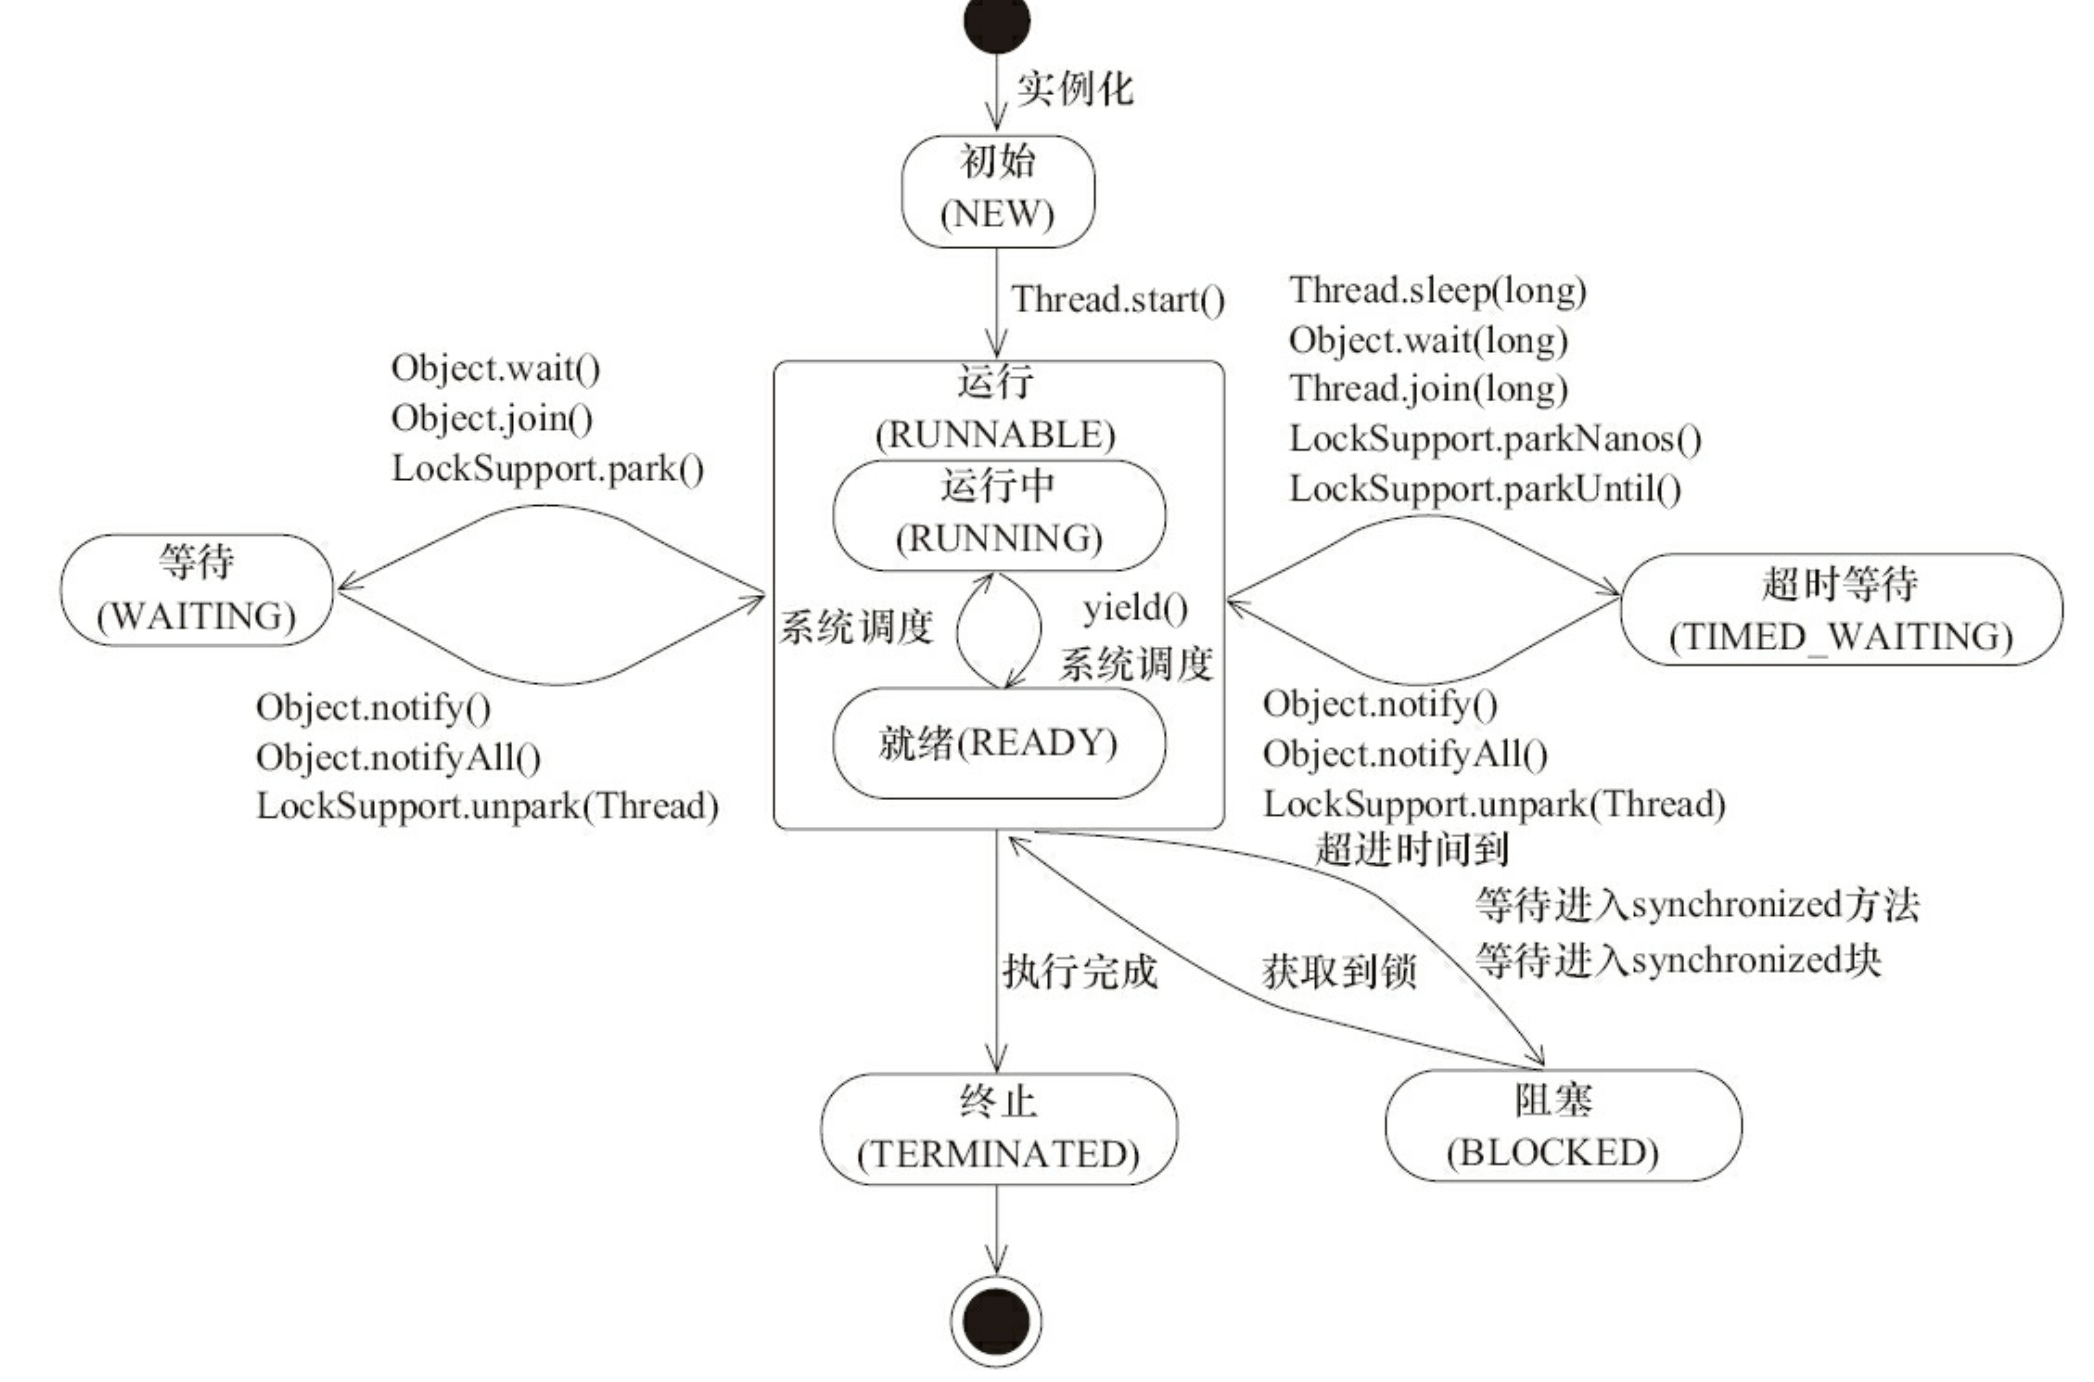 实例化
初始
(NEW)
Thread.start()
Object.wait()
Object.join()
LockSupport.park()
Thread.sleep(long)
Object.wait(long)
Thread.join(long)
LockSupport.parkNanos()
LockSupport.parkUntil()
运行
(RUNNABLE)
运行中
(RUNNING)
等待
(WAITING)
系统调度
yield()
系统调度
超时等待
(TIMED_WAITING)
就绪(READY)
Object.notify()
Object.notifyAll()
LockSupport.unpark(Thread)
Object.notify()
Object.notifyAll()
LockSupport.unpark(Thread)
超进时间到
等待进入synchronized方法
等待进入synchronized块
执行完成
获取到锁
终止
(TERMINATED)
阻塞
(BLOCKED)